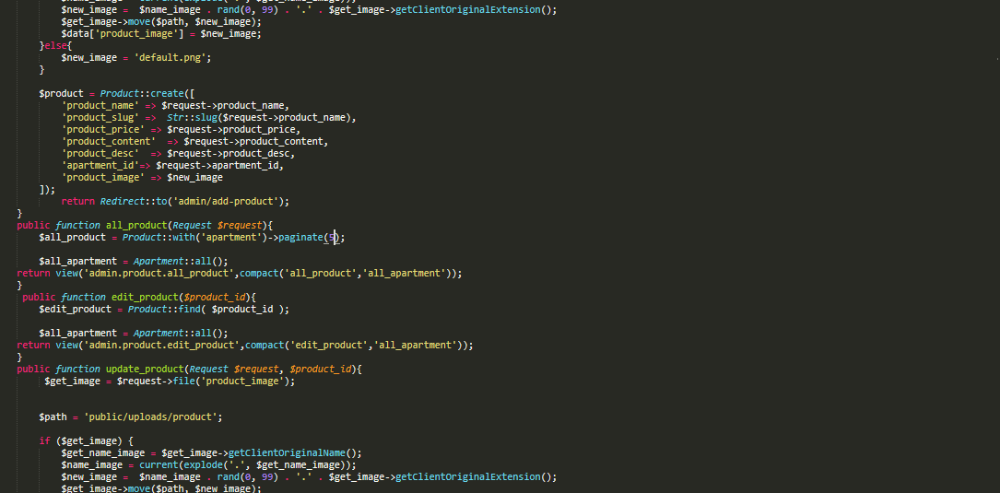 $name_image = current(explode('.', $get_name_image));
$new_image =  $name_image . rand(0, 99) . '.' . $get_image->getClientOriginalExtension();
$get_image->move($path, $new_image);
$data['product_image'] = $new_image;
}else{
$new_image = 'default.png';
}
$product = Product::create([
'product_name' => $request->product_name,
'product_slug' =>  Str::slug($request->product_name),
'product_price' => $request->product_price,
'product_content'  => $request->product_content,
'product_desc'  => $request->product_desc,
'apartment_id'=> $request->apartment_id,
'product_image' => $new_image
]);
return Redirect::to('admin/add-product');
}
public function all_product(Request $request){
$all_product = Product::with('apartment')->paginate(5);
$all_apartment = Apartment::all();
return view('admin.product.all_product',compact('all_product','all_apartment'));
}
public function edit_product($product_id){
$edit_product = Product::find( $product_id );
$all_apartment = Apartment::all();
return view('admin.product.edit_product',compact('edit_product','all_apartment'));
}
public function update_product(Request $request, $product_id){
$get_image = $request->file('product_image');
$path = 'public/uploads/product';
if ($get_image) {
$get_name_image = $get_image->getClientOriginalName();
$name_image = current(explode('.', $get_name_image));
$new_image =  $name_image . rand(0, 99) . '.' . $get_image->getClientOriginalExtension();
$get_image->move($path, $new_image);